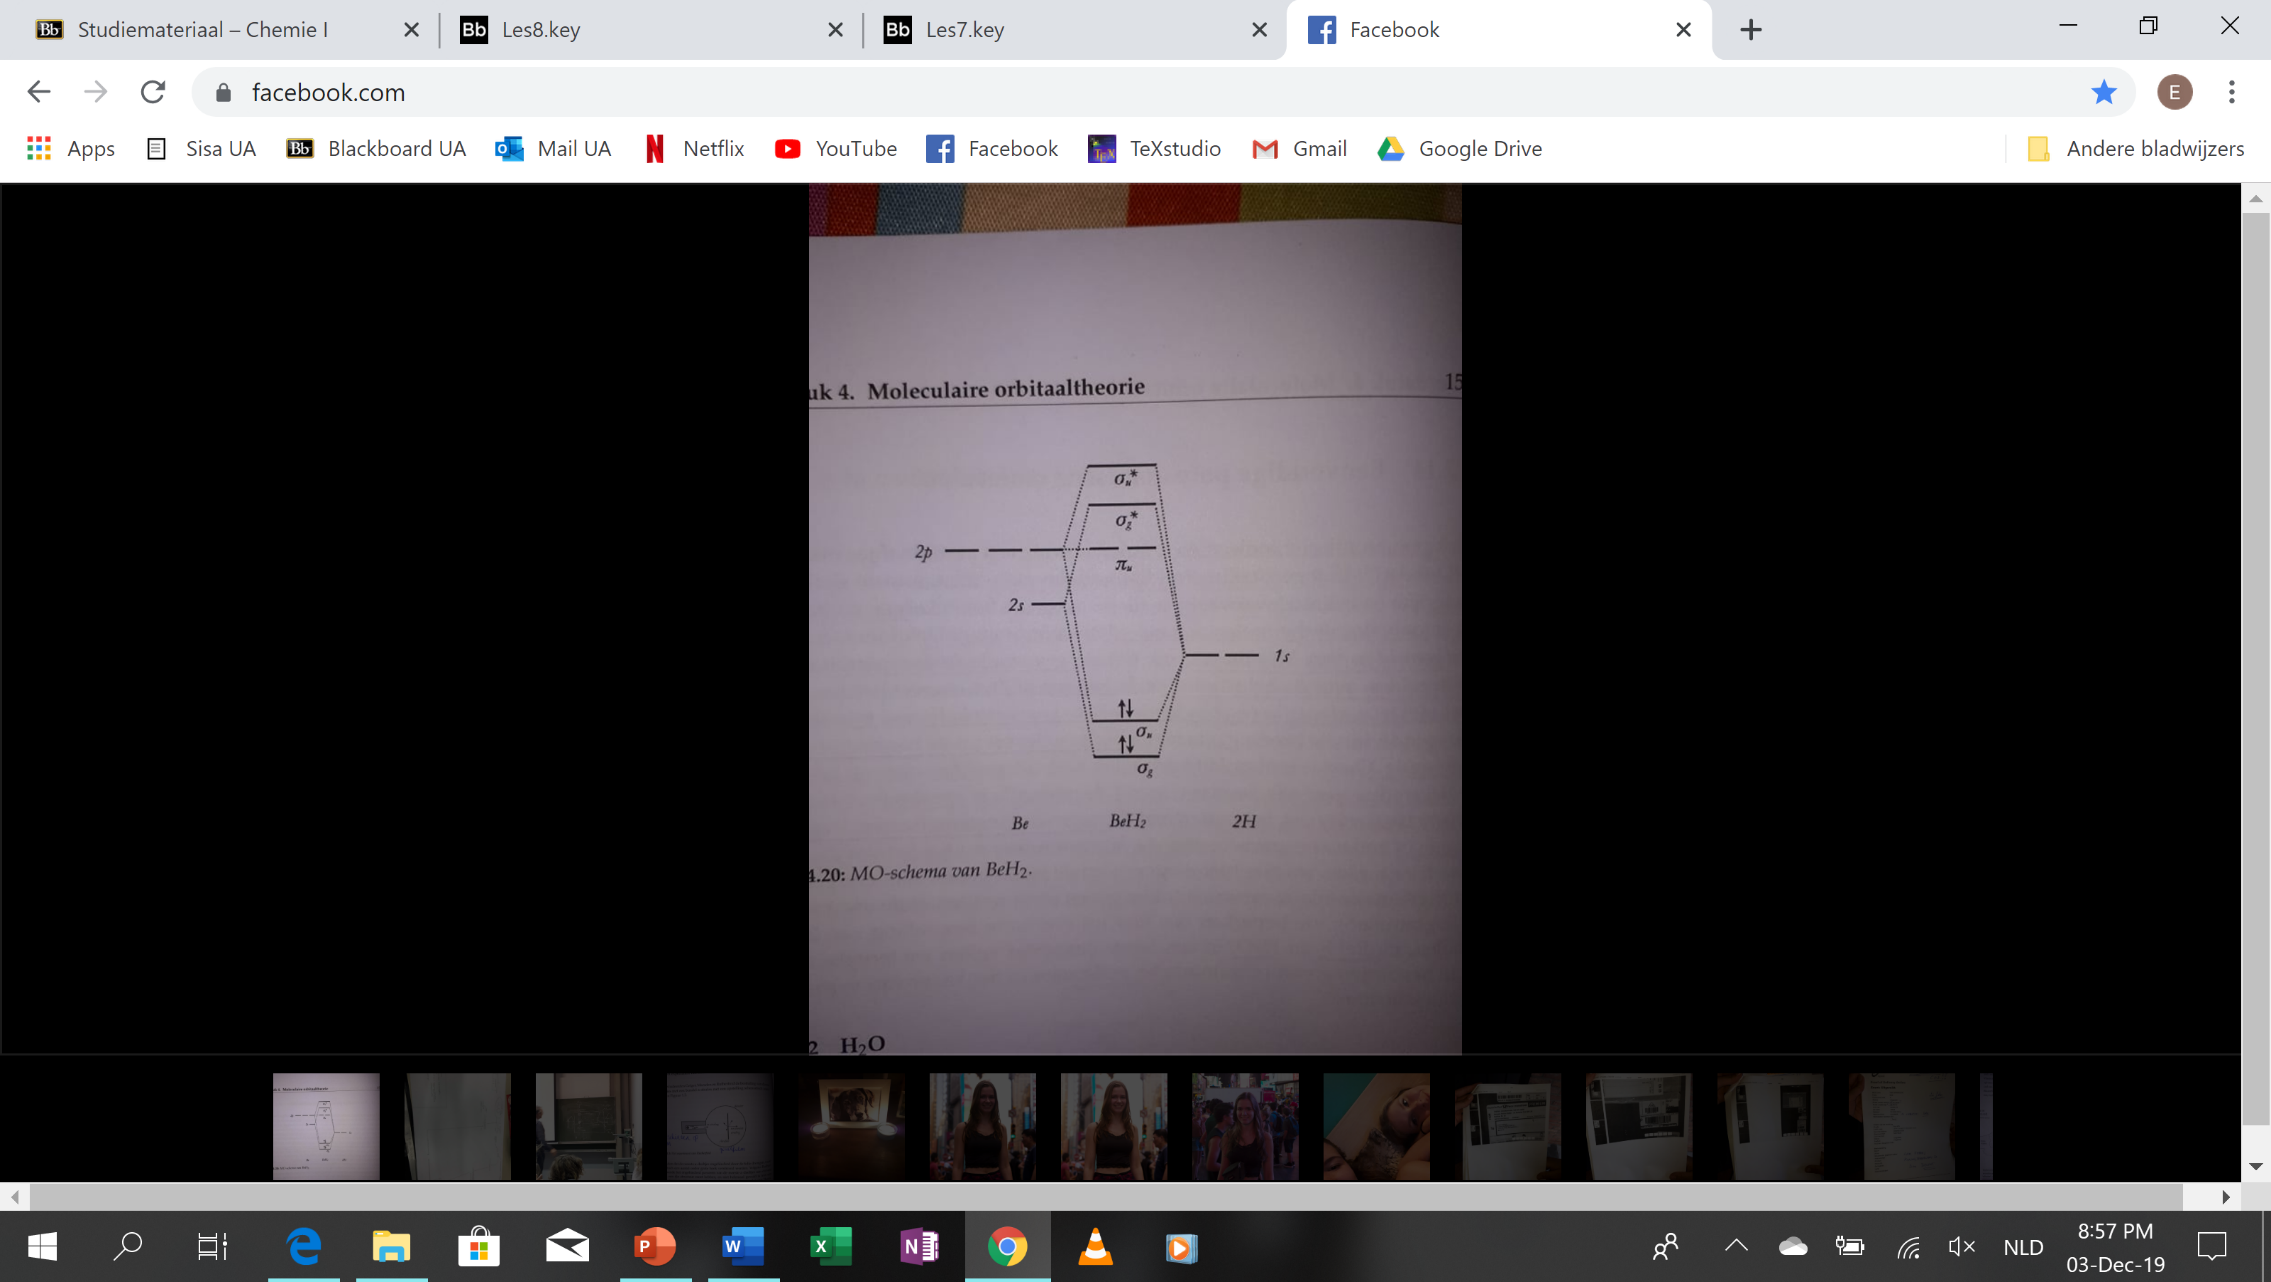 Studiemateriaal – Chemie I
Les8.key
Les7.key
Facebook
facebook.com
E
Apps
Sisa UA
Blackboard UA
Mail UA
Netflix
YouTube
Facebook
TeXstudio
Gmail
Google Drive
Andere bladwijzers
uk 4. Moleculaire orbitaaltheorie 15
σᵤ*
σg*
2p
πᵤ
2s
1s
↑↓
σᵤ
↑↓
σg
Be BeH₂ 2H
4.20: MO-schema van BeH₂.
2 H₂O
NLD
8:57 PM
03-Dec-19